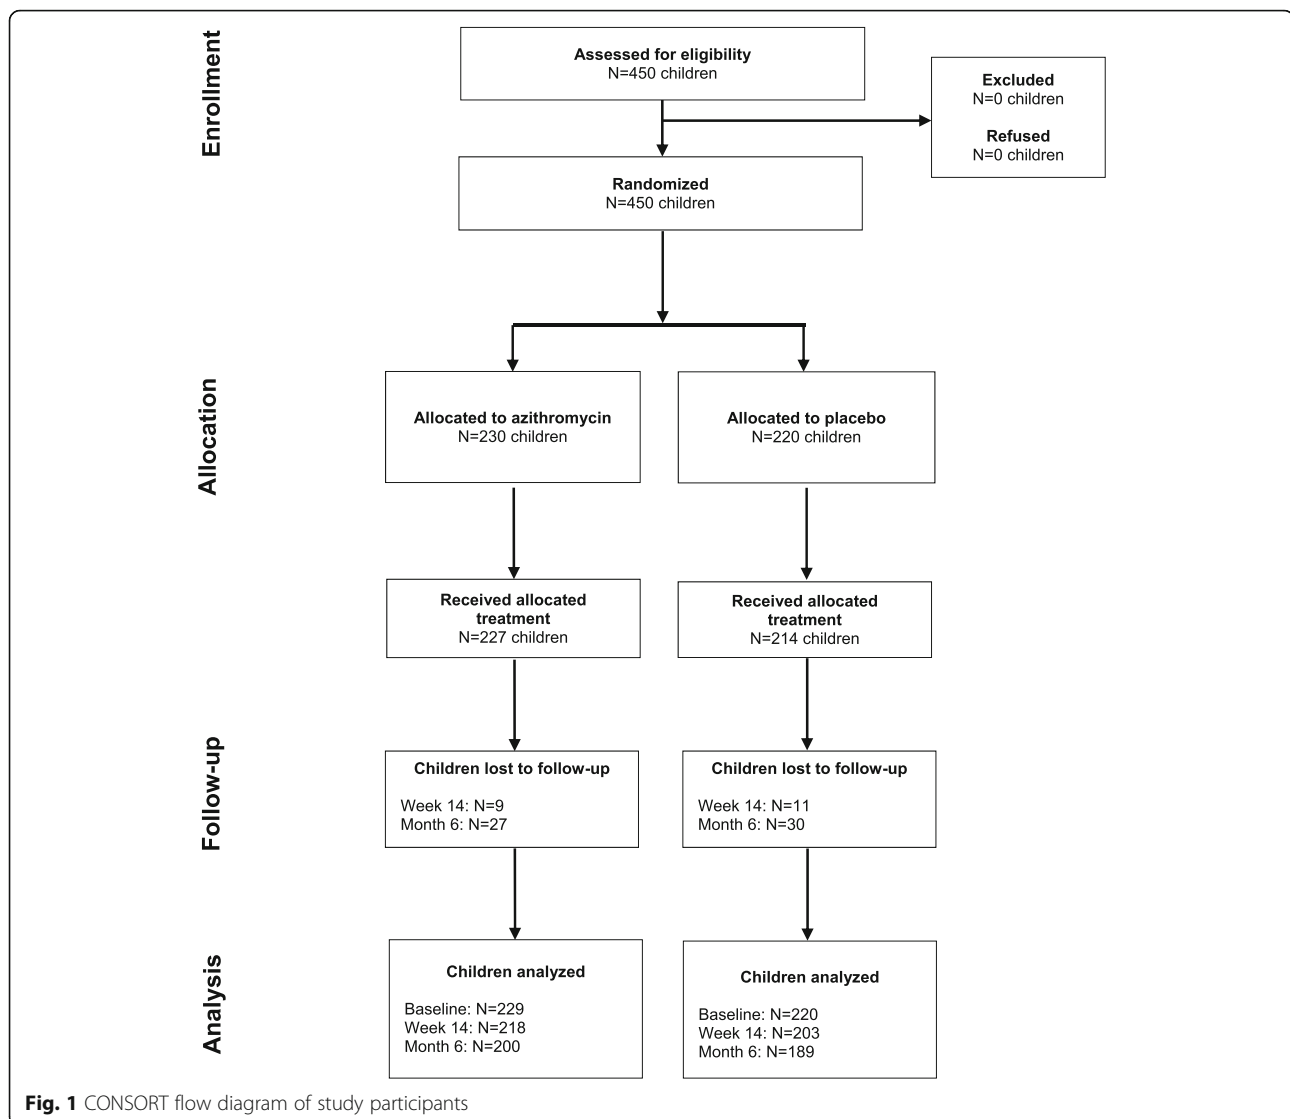 Enrollment
Assessed for eligibility
N=450 children
Excluded
N=0 children
Refused
N=0 children
Randomized
N=450 children
Allocation
Allocated to azithromycin
N=230 children
Allocated to placebo
N=220 children
Received allocated
treatment
N=227 children
Received allocated
treatment
N=214 children
Follow-up
Children lost to follow-up
Week 14: N=9
Month 6: N=27
Children lost to follow-up
Week 14: N=11
Month 6: N=30
Analysis
Children analyzed
Baseline: N=229
Week 14: N=218
Month 6: N=200
Children analyzed
Baseline: N=220
Week 14: N=203
Month 6: N=189
Fig. 1 CONSORT flow diagram of study participants